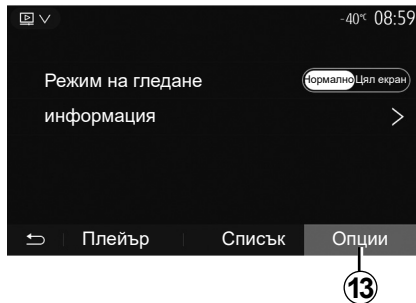 -40°C 08:59
Режим на гледане Нормално Цял екран
информация
Плейър Списък Опции
13